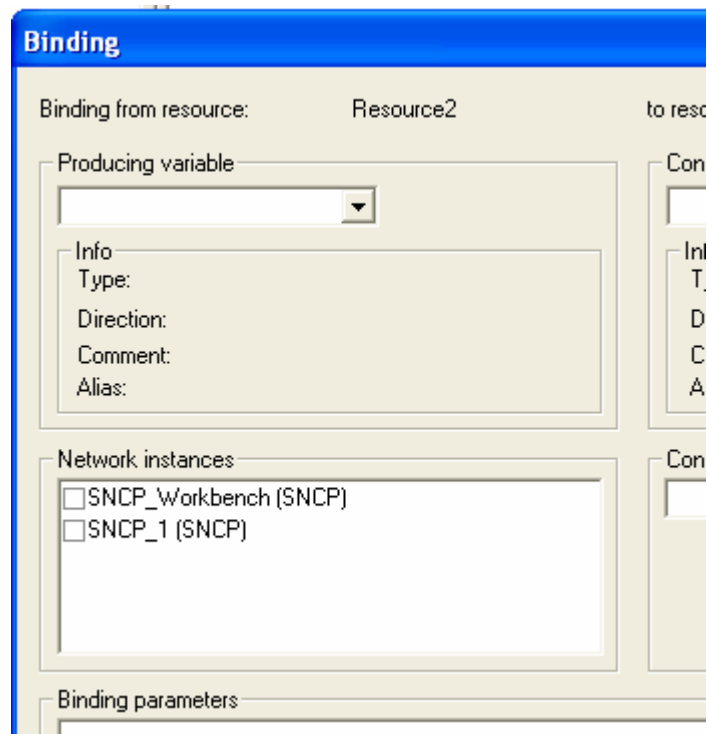 Binding
Binding from resource: Resource2 to reso
Producing variable Con
Info
Type:
Direction: D
Comment: C
Alias: A
Network instances Con
SNCP_Workbench (SNCP)
SNCP_1 (SNCP)
Binding parameters